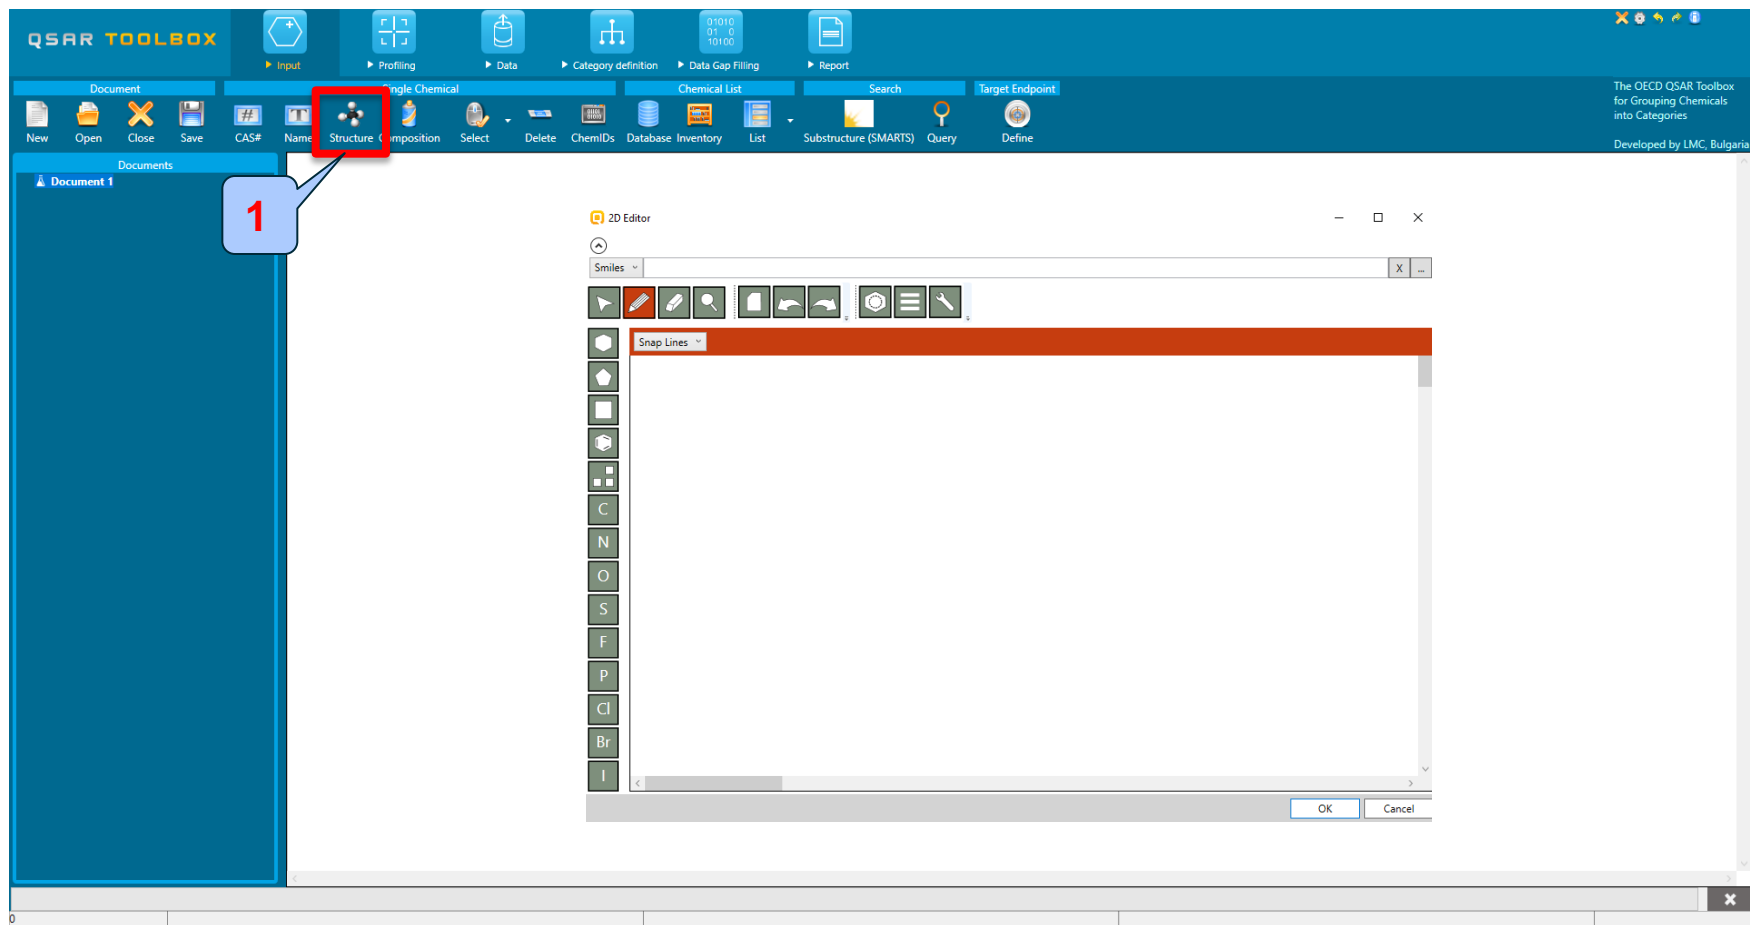 QSAR TOOLBOX
Input
Profiling
Data
Category definition
01010
01 0
10100
Data Gap Filling
Report
The OECD QSAR Toolbox
for Grouping Chemicals
into Categories
Developed by LMC, Bulgaria
Document
Single Chemical
Chemical List
Search
Target Endpoint
New
Open
Close
Save
#
CAS#
T
Name
Structure
Composition
Select
Delete
ChemIDs
Database
Inventory
List
Substructure (SMARTS)
Query
Define
Documents
Document 1
1
2D Editor
Smiles
X
...
Snap Lines
C
N
O
S
F
P
Cl
Br
I
OK
Cancel
0